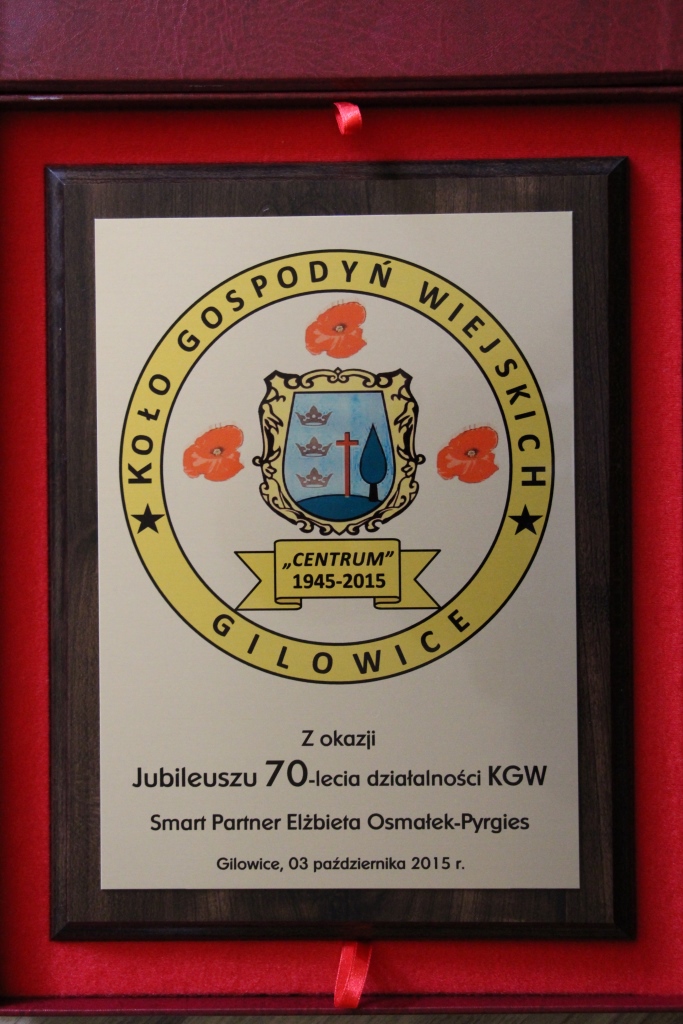 KOŁO GOSPODYŃ WIEJSKICH
„CENTRUM”
1945-2015
GILOWICE
Z okazji
Jubileuszu 70-lecia działalności KGW
Smart Partner Elżbieta Osmałek-Pyrgies
Gilowice, 03 października 2015 r.